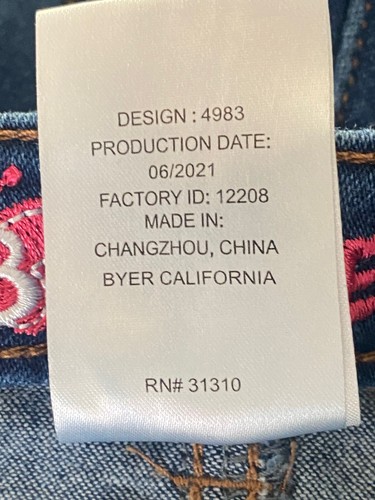 DESIGN : 4983
PRODUCTION DATE:
06/2021
FACTORY ID: 12208
MADE IN:
CHANGZHOU, CHINA
BYER CALIFORNIA
RN# 31310